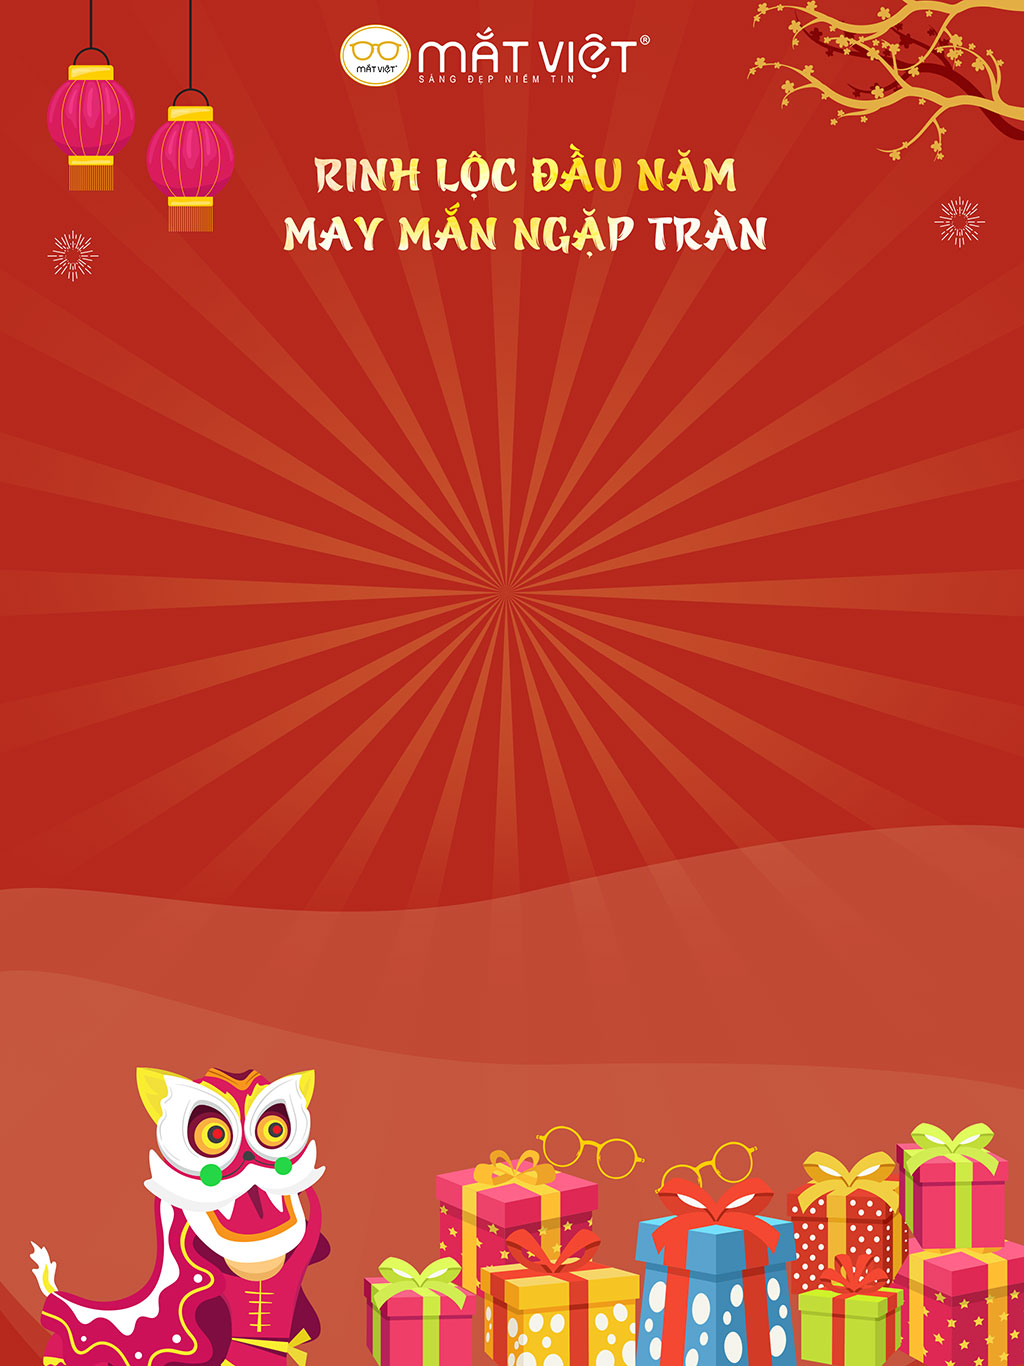 MẮT VIỆT
MẮT VIỆT®
SÁNG ĐẸP NIỀM TIN
RINH LỘC ĐẦU NĂM
MAY MẮN NGẬP TRÀN